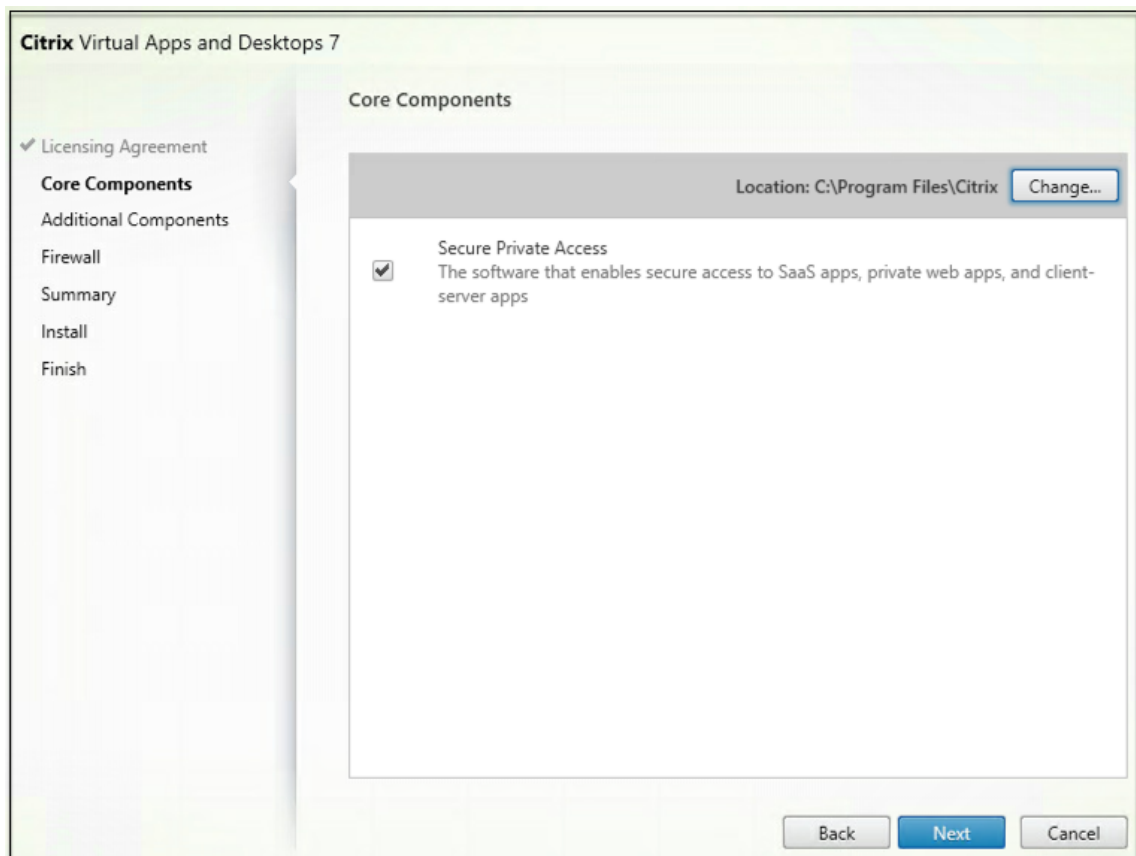 Citrix Virtual Apps and Desktops 7
Core Components
Licensing Agreement
Core Components
Additional Components
Firewall
Summary
Install
Finish
Location: C:\Program Files\Citrix
Change...
Secure Private Access
The software that enables secure access to SaaS apps, private web apps, and client-
server apps
Back
Next
Cancel